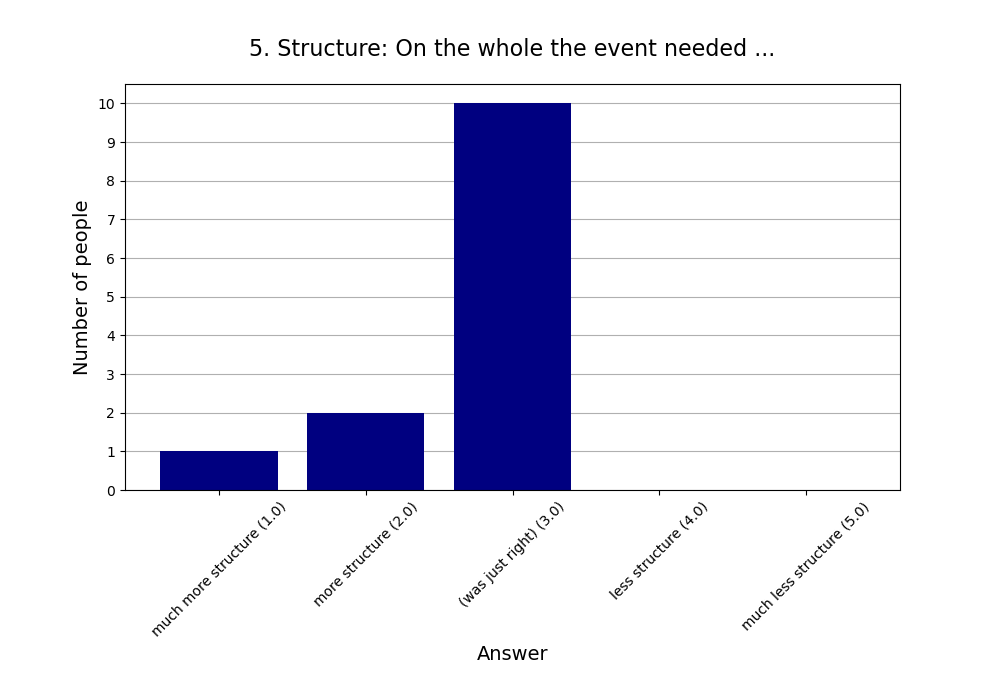 5. Structure: On the whole the event needed ...
Number of people
10
9
8
7
6
5
4
3
2
1
0
much more structure (1.0)
more structure (2.0)
(was just right) (3.0)
less structure (4.0)
much less structure (5.0)
Answer